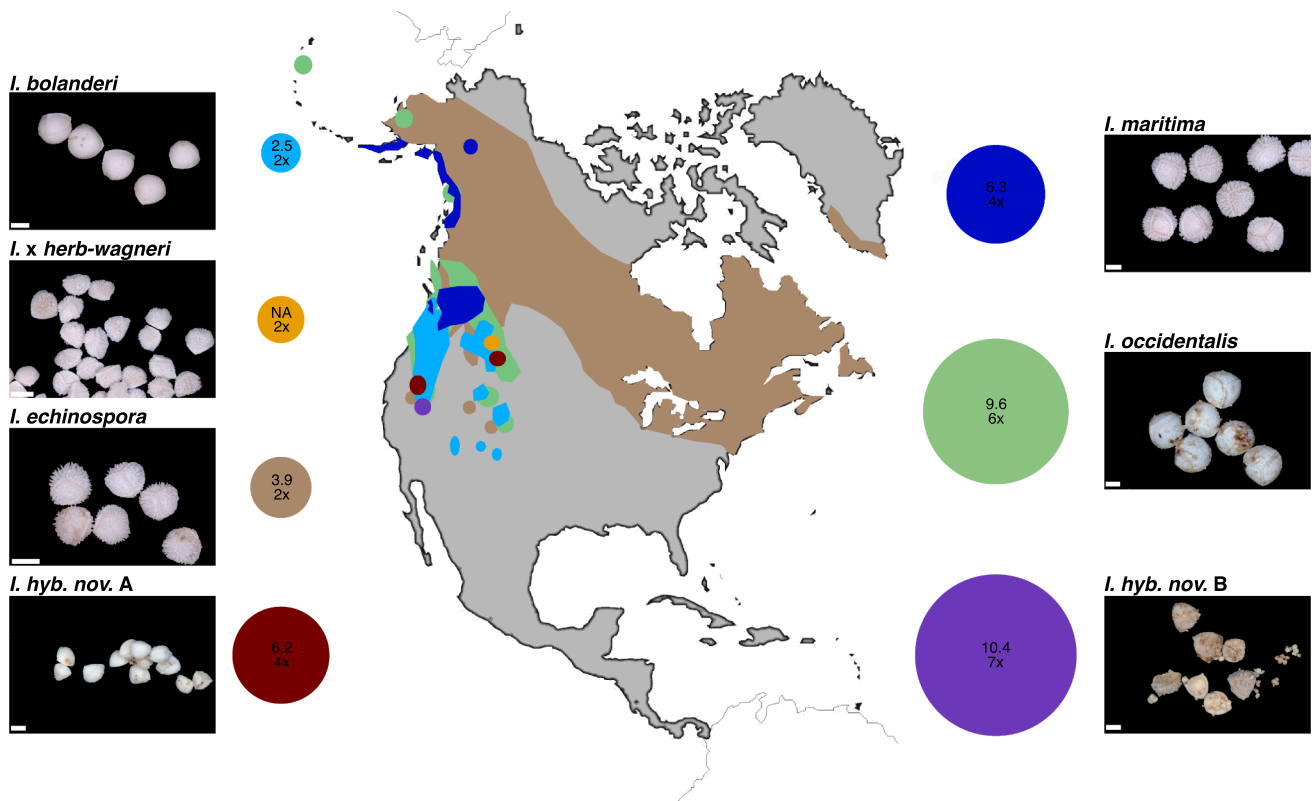 I. bolanderi
2.5
2x
I. x herb-wagneri
NA
2x
I. echinospora
3.9
2x
I. hyb. nov. A
6.2
4x
I. maritima
6.3
4x
I. occidentalis
9.6
6x
I. hyb. nov. B
10.4
7x